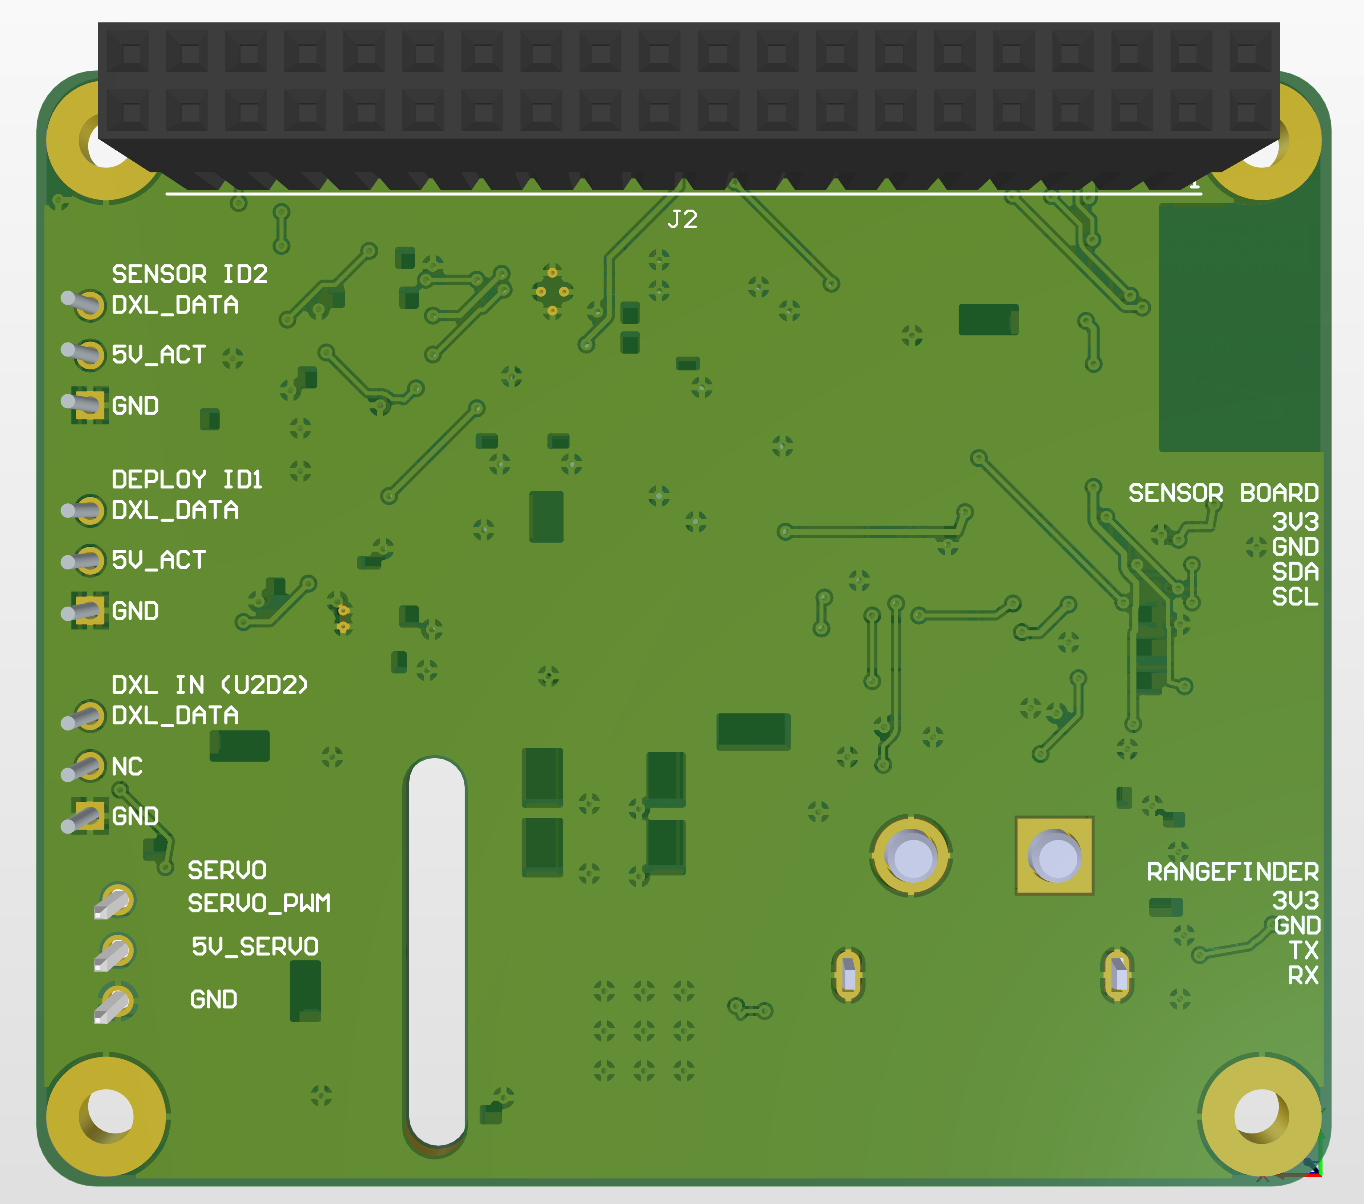 J2
SENSOR ID2
DXL_DATA
5V_ACT
GND
DEPLOY ID1
DXL_DATA
5V_ACT
GND
DXL IN (U2D2)
DXL_DATA
NC
GND
SERVO
SERVO_PWM
5V_SERVO
GND
SENSOR BOARD
3V3
GND
SDA
SCL
RANGEFINDER
3V3
GND
TX
RX